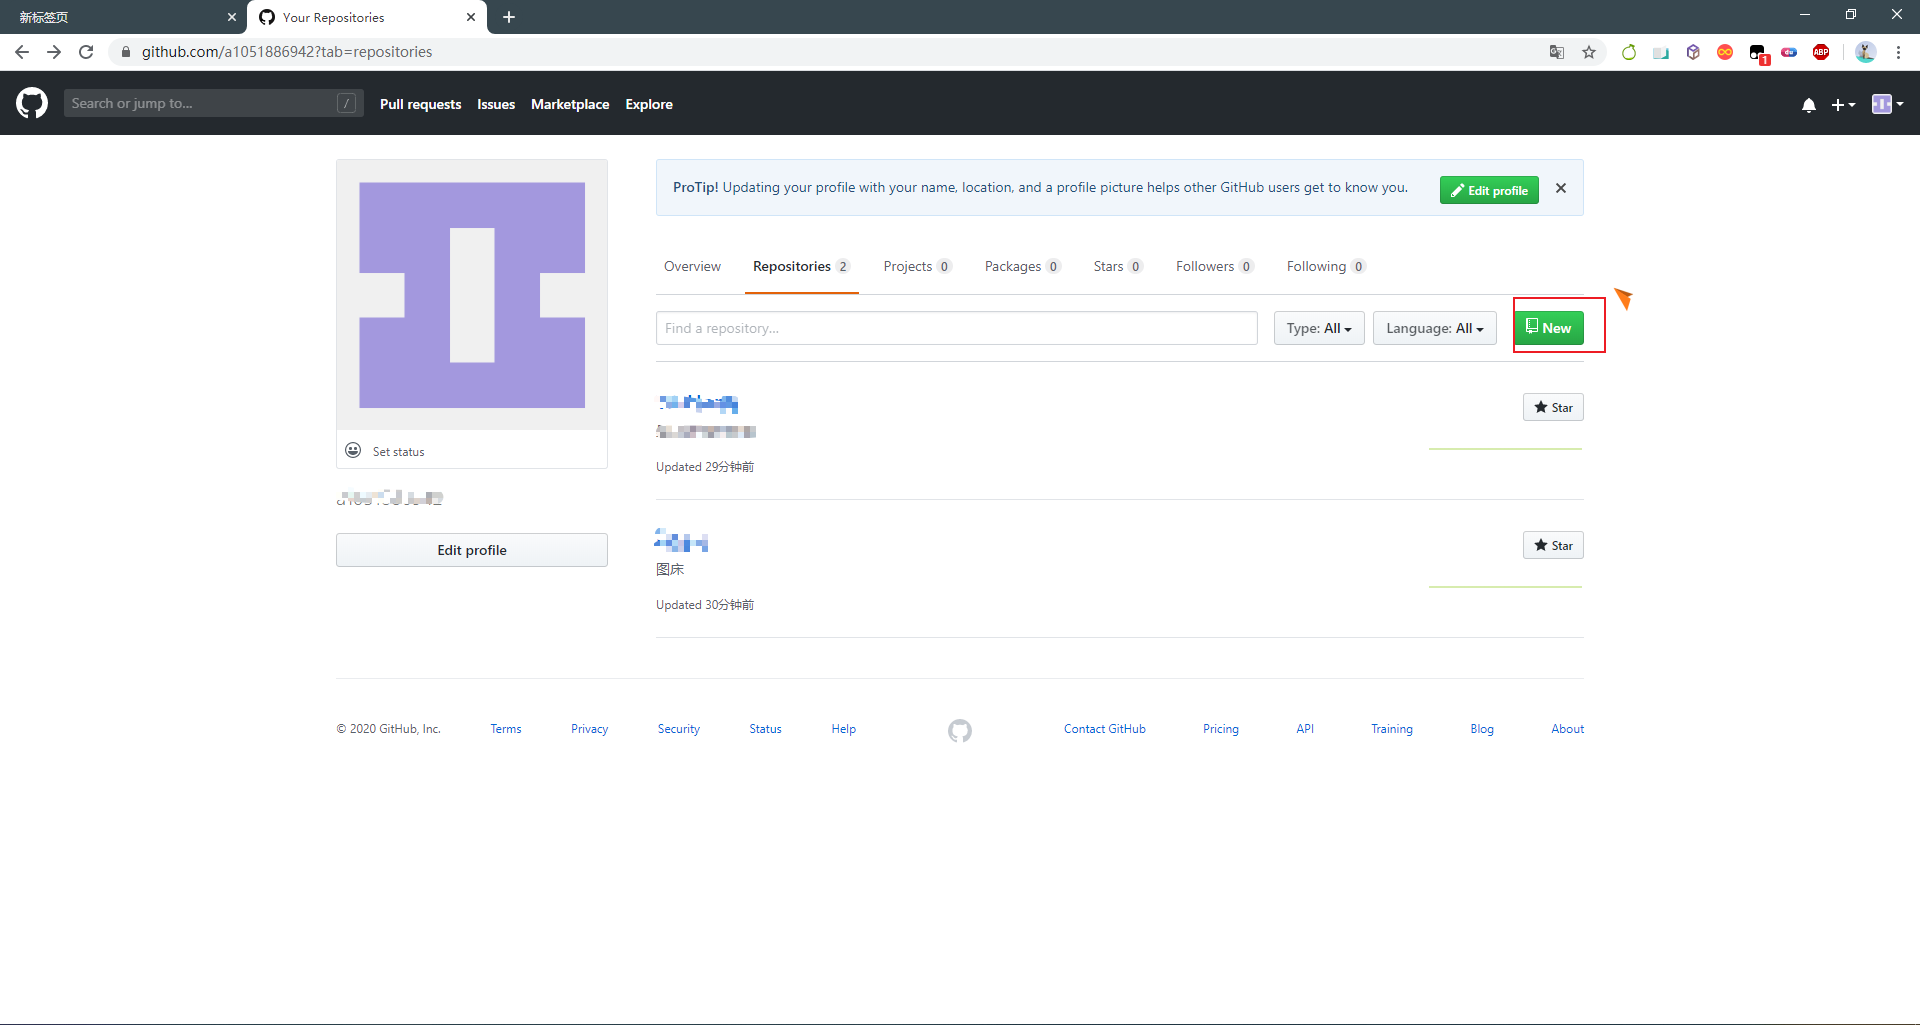 新标签页
Your Repositories
github.com/a1051886942?tab=repositories
1
du
ABP
Search or jump to...
/
Pull requests
Issues
Marketplace
Explore
ProTip! Updating your profile with your name, location, and a profile picture helps other GitHub users get to know you.
Edit profile
Overview
Repositories 2
Projects 0
Packages 0
Stars 0
Followers 0
Following 0
Find a repository...
Type: All
Language: All
New
Star
Updated 29分钟前
Set status
Edit profile
Star
图床
Updated 30分钟前
© 2020 GitHub, Inc.
Terms
Privacy
Security
Status
Help
Contact GitHub
Pricing
API
Training
Blog
About